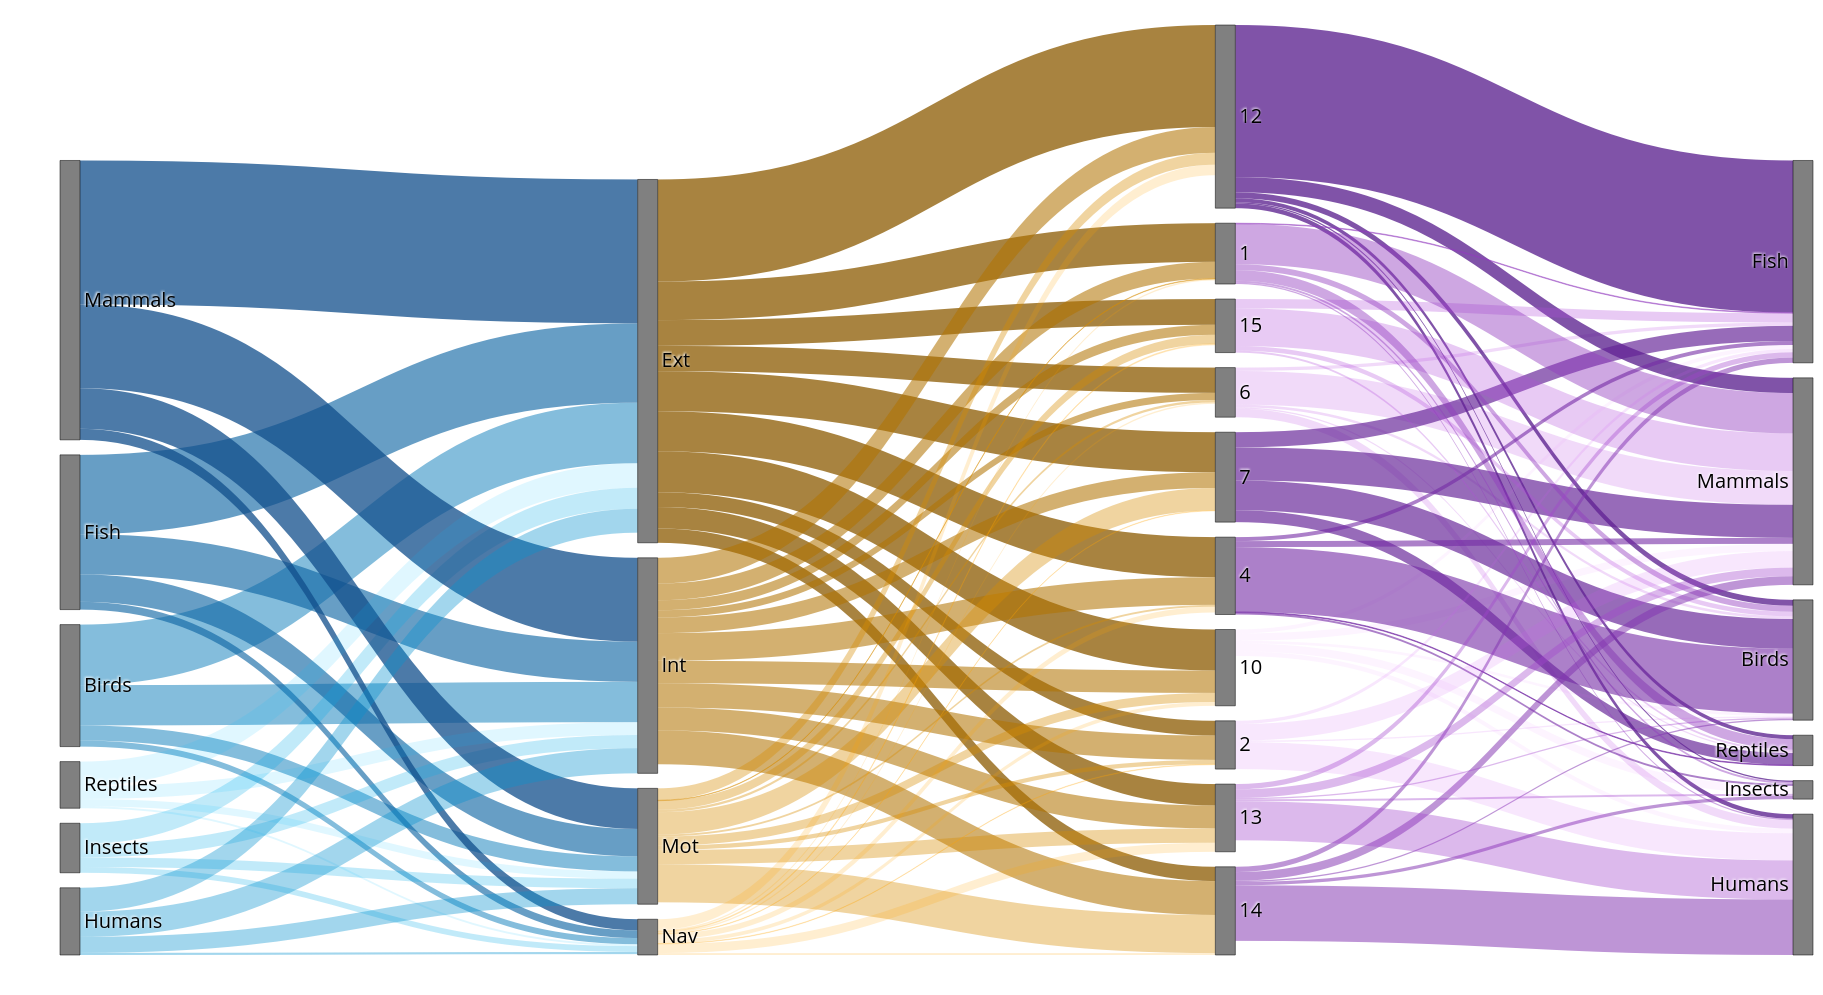 Mammals
Fish
Birds
Reptiles
Insects
Humans
Ext
Int
Mot
Nav
12
1
15
6
7
4
10
2
13
14
Fish
Mammals
Birds
Reptiles
Insects
Humans